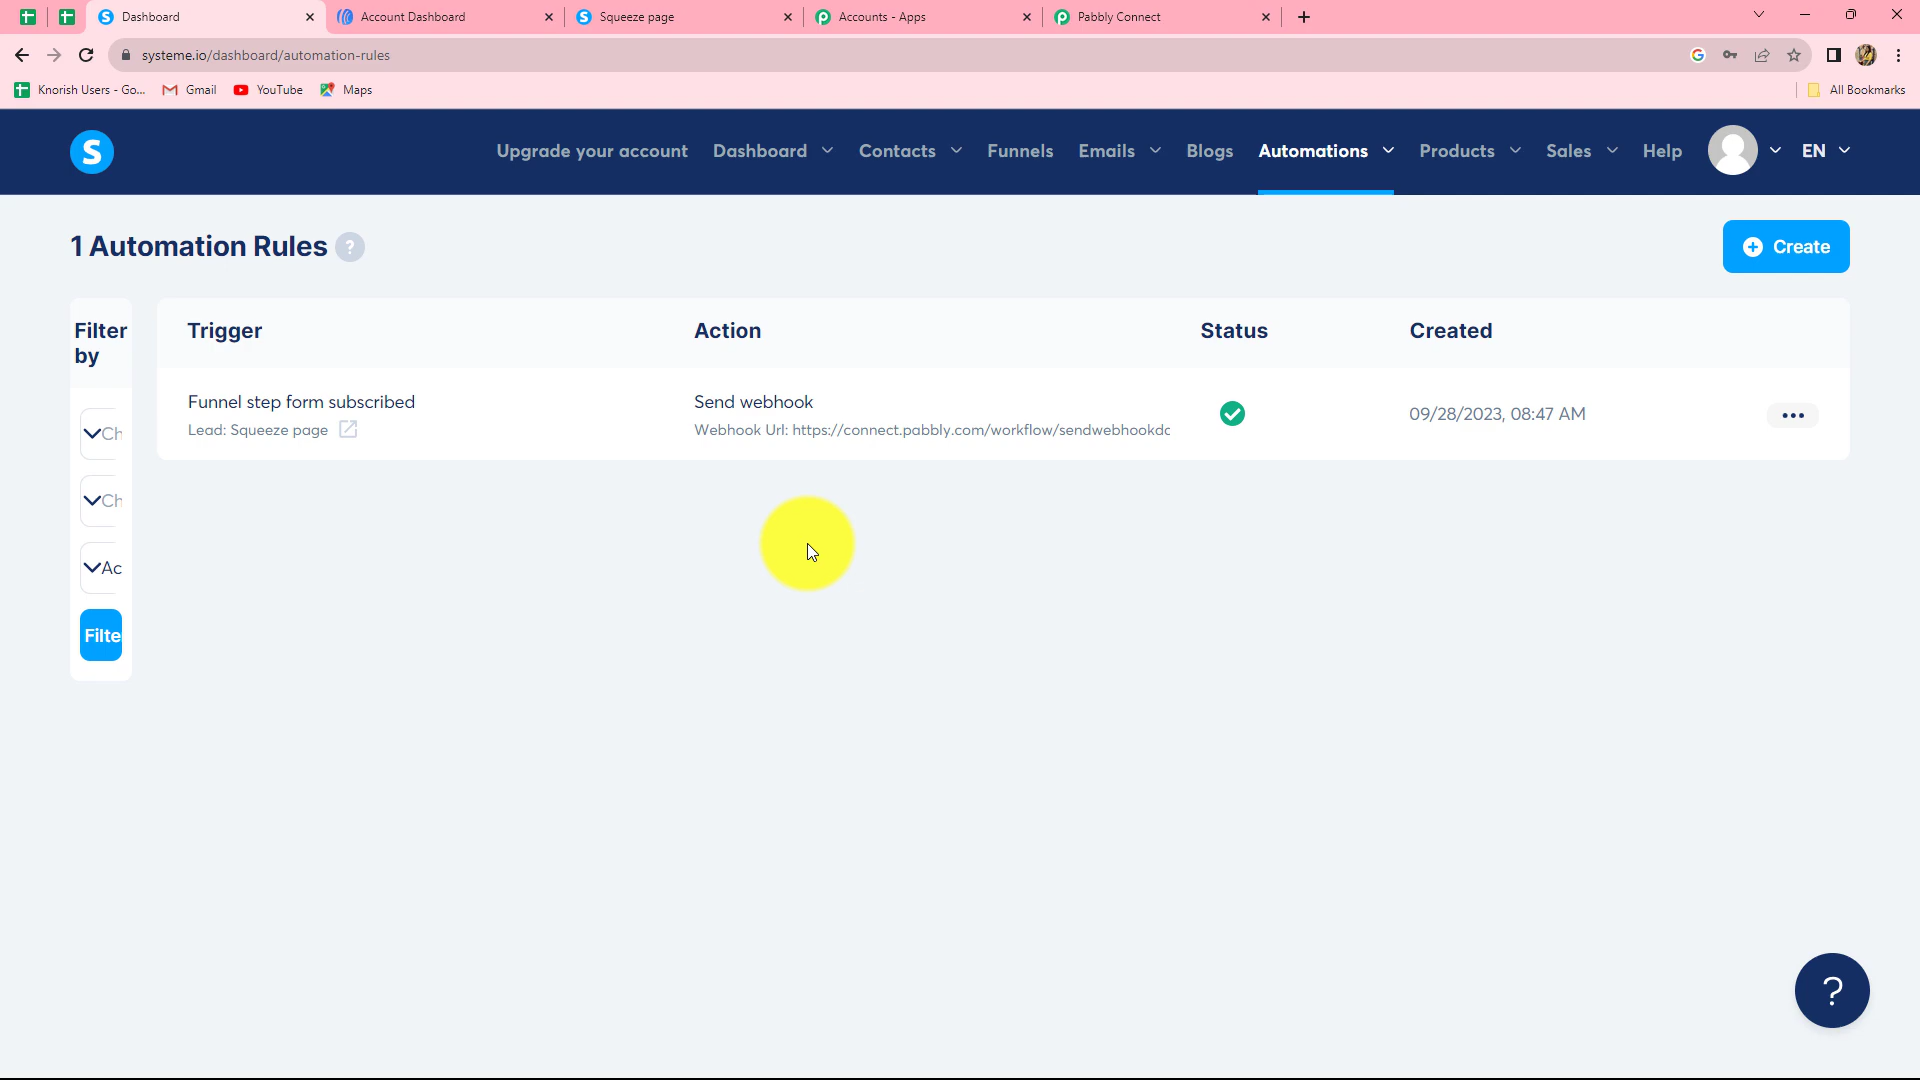 Dashboard
Account Dashboard
Squeeze page
Accounts - Apps
Pabbly Connect
systeme.io/dashboard/automation-rules
Knorish Users - Go...
Gmail
YouTube
Maps
All Bookmarks
S
Upgrade your account
Dashboard
Contacts
Funnels
Emails
Blogs
Automations
Products
Sales
Help
EN
1 Automation Rules ?
Create
Filter
by
Trigger
Action
Status
Created
Funnel step form subscribed
Lead: Squeeze page
Send webhook
Webhook Url: https://connect.pabbly.com/workflow/sendwebhookdc
09/28/2023, 08:47 AM
Ch
Ch
Ac
Filte
?